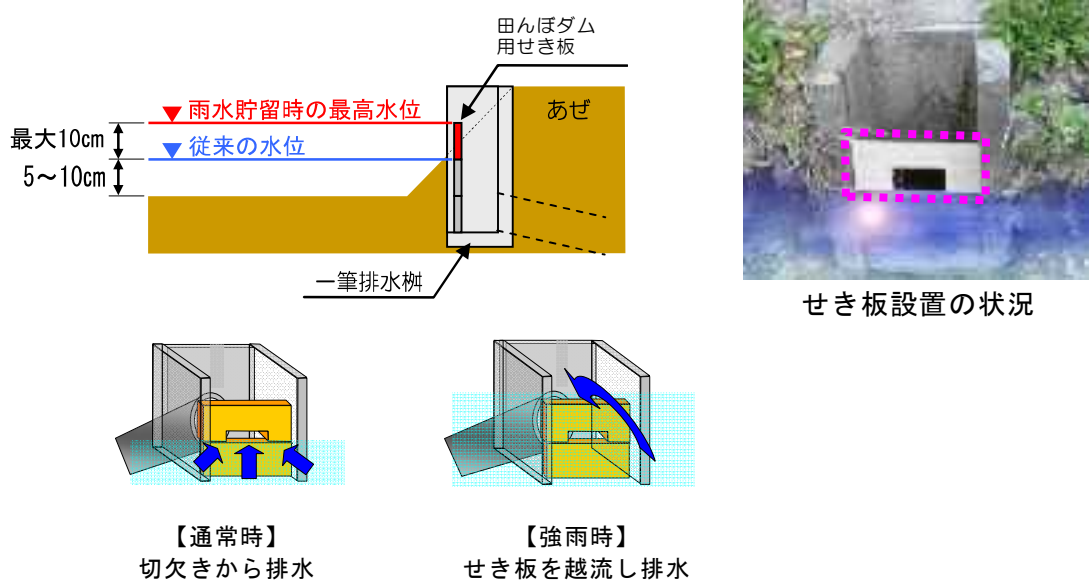 田んぼダム
用せき板
雨水貯留時の最高水位
あぜ
最大10cm
従来の水位
5～10cm
一筆排水桝
せき板設置の状況
【通常時】
切欠きから排水
【強雨時】
せき板を越流し排水